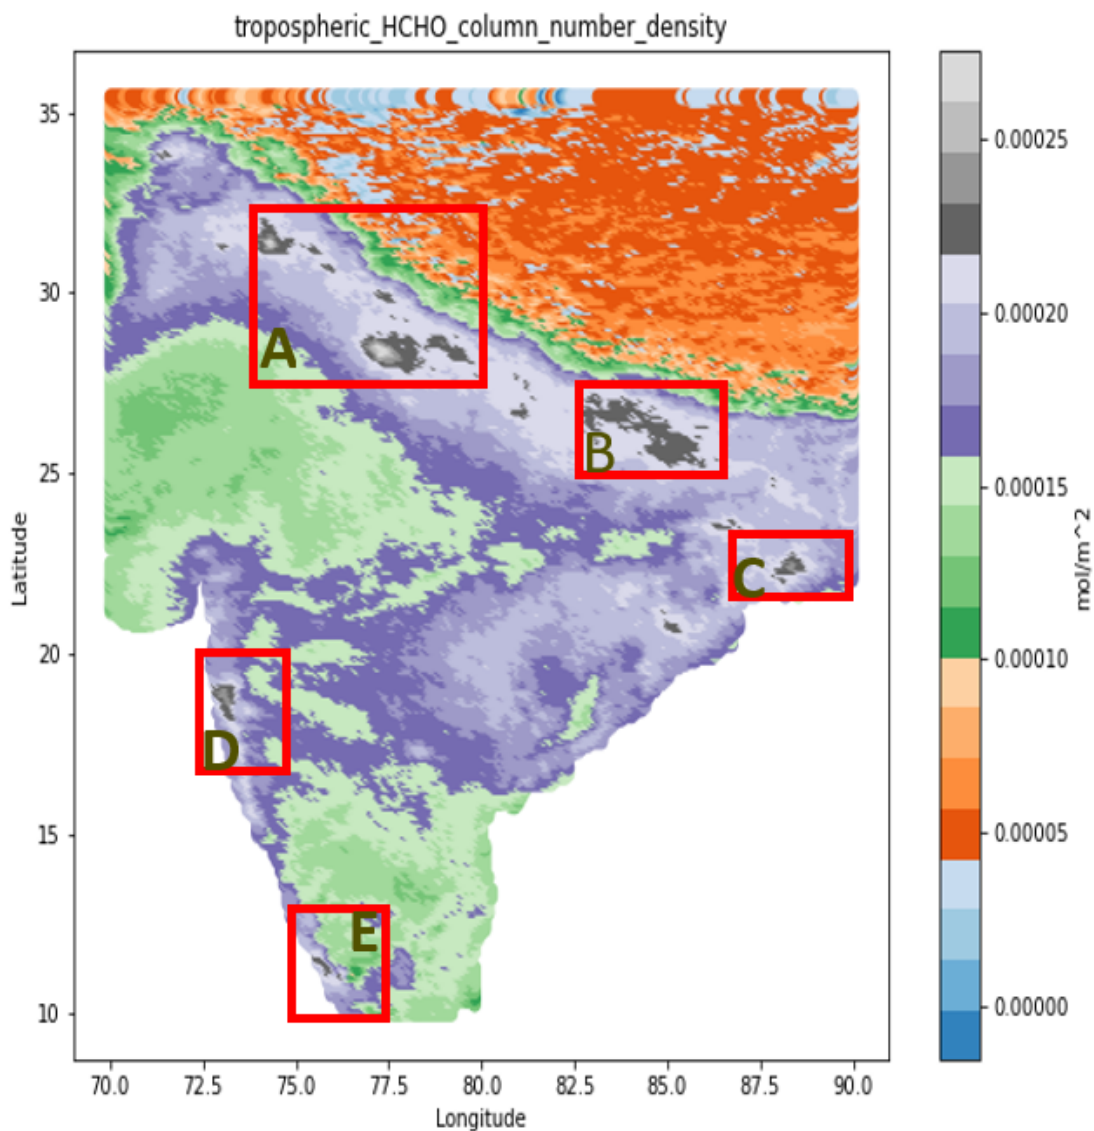 tropospheric_HCHO_column_number_density
35
30
25
20
15
10
Latitude
A
B
C
D
E
70.0 72.5 75.0 77.5 80.0 82.5 85.0 87.5 90.0
Longitude
0.00025
0.00020
0.00015
0.00010
0.00005
0.00000
mol/m^2